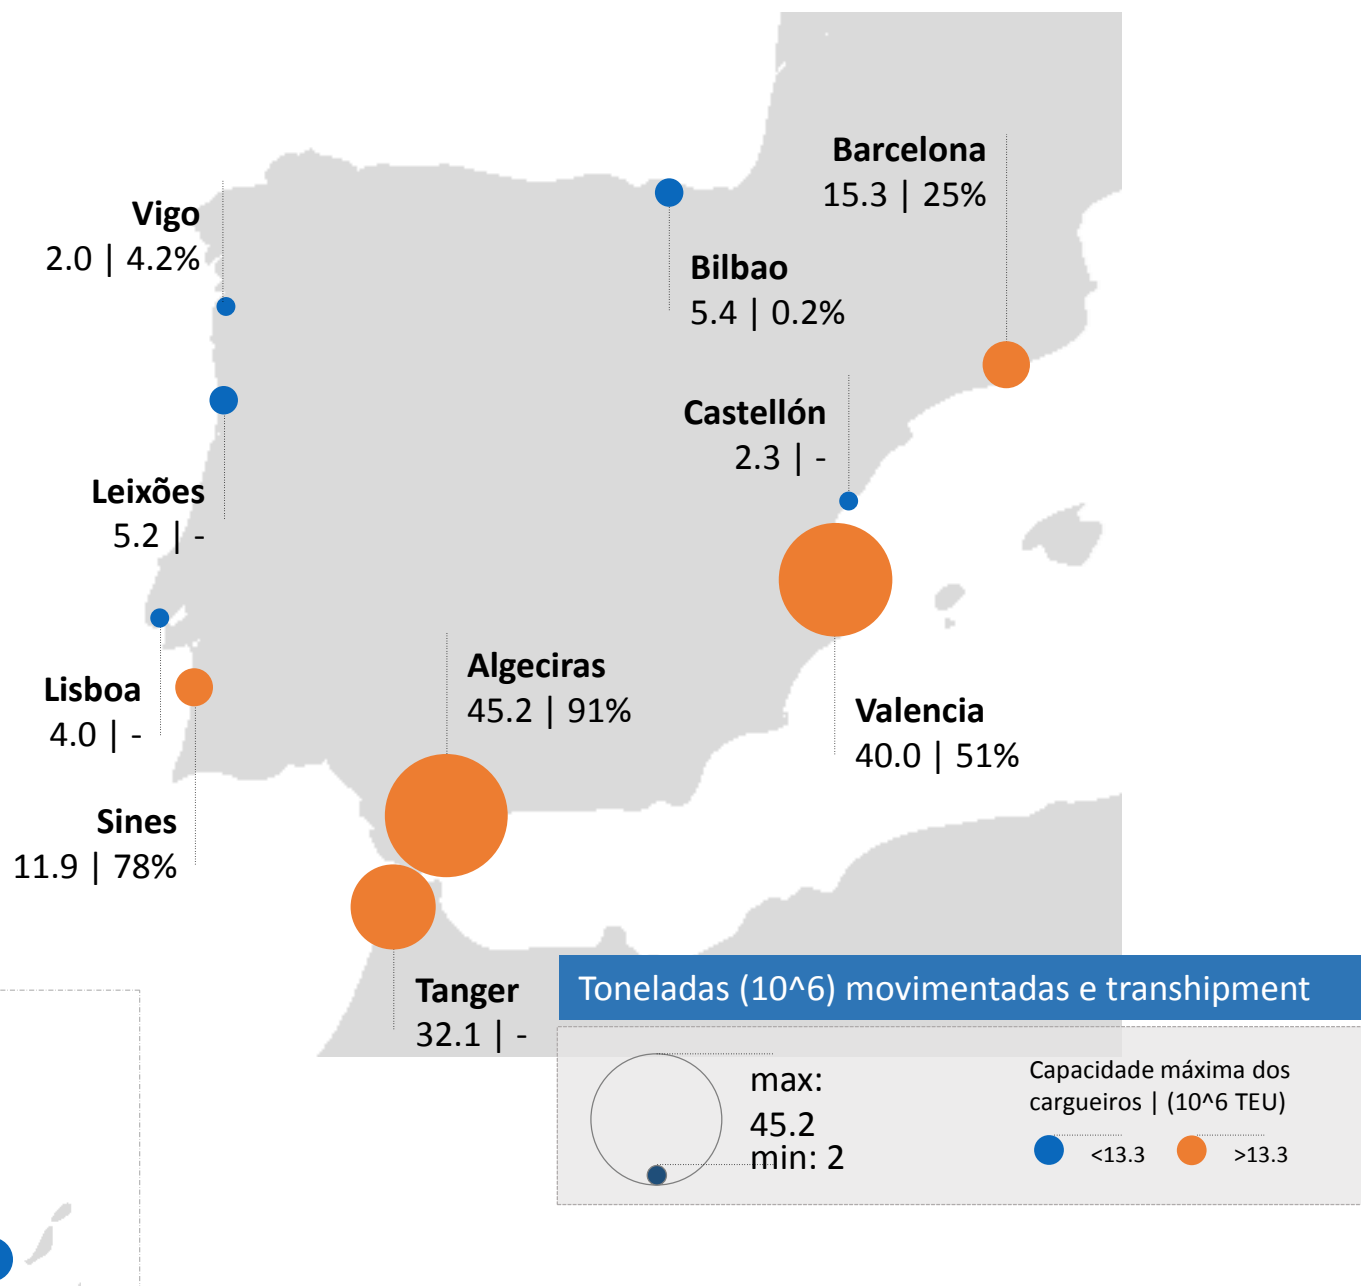 Barcelona
15.3 | 25%
Vigo
2.0 | 4.2%
Bilbao
5.4 | 0.2%
Castellón
2.3 | -
Leixões
5.2 | -
Algeciras
45.2 | 91%
Lisboa
4.0 | -
Valencia
40.0 | 51%
Sines
11.9 | 78%
Tanger
32.1 | -
Toneladas (10^6) movimentadas e transhipment
max:
45.2
min: 2
Capacidade máxima dos
cargueiros | (10^6 TEU)
<13.3
>13.3